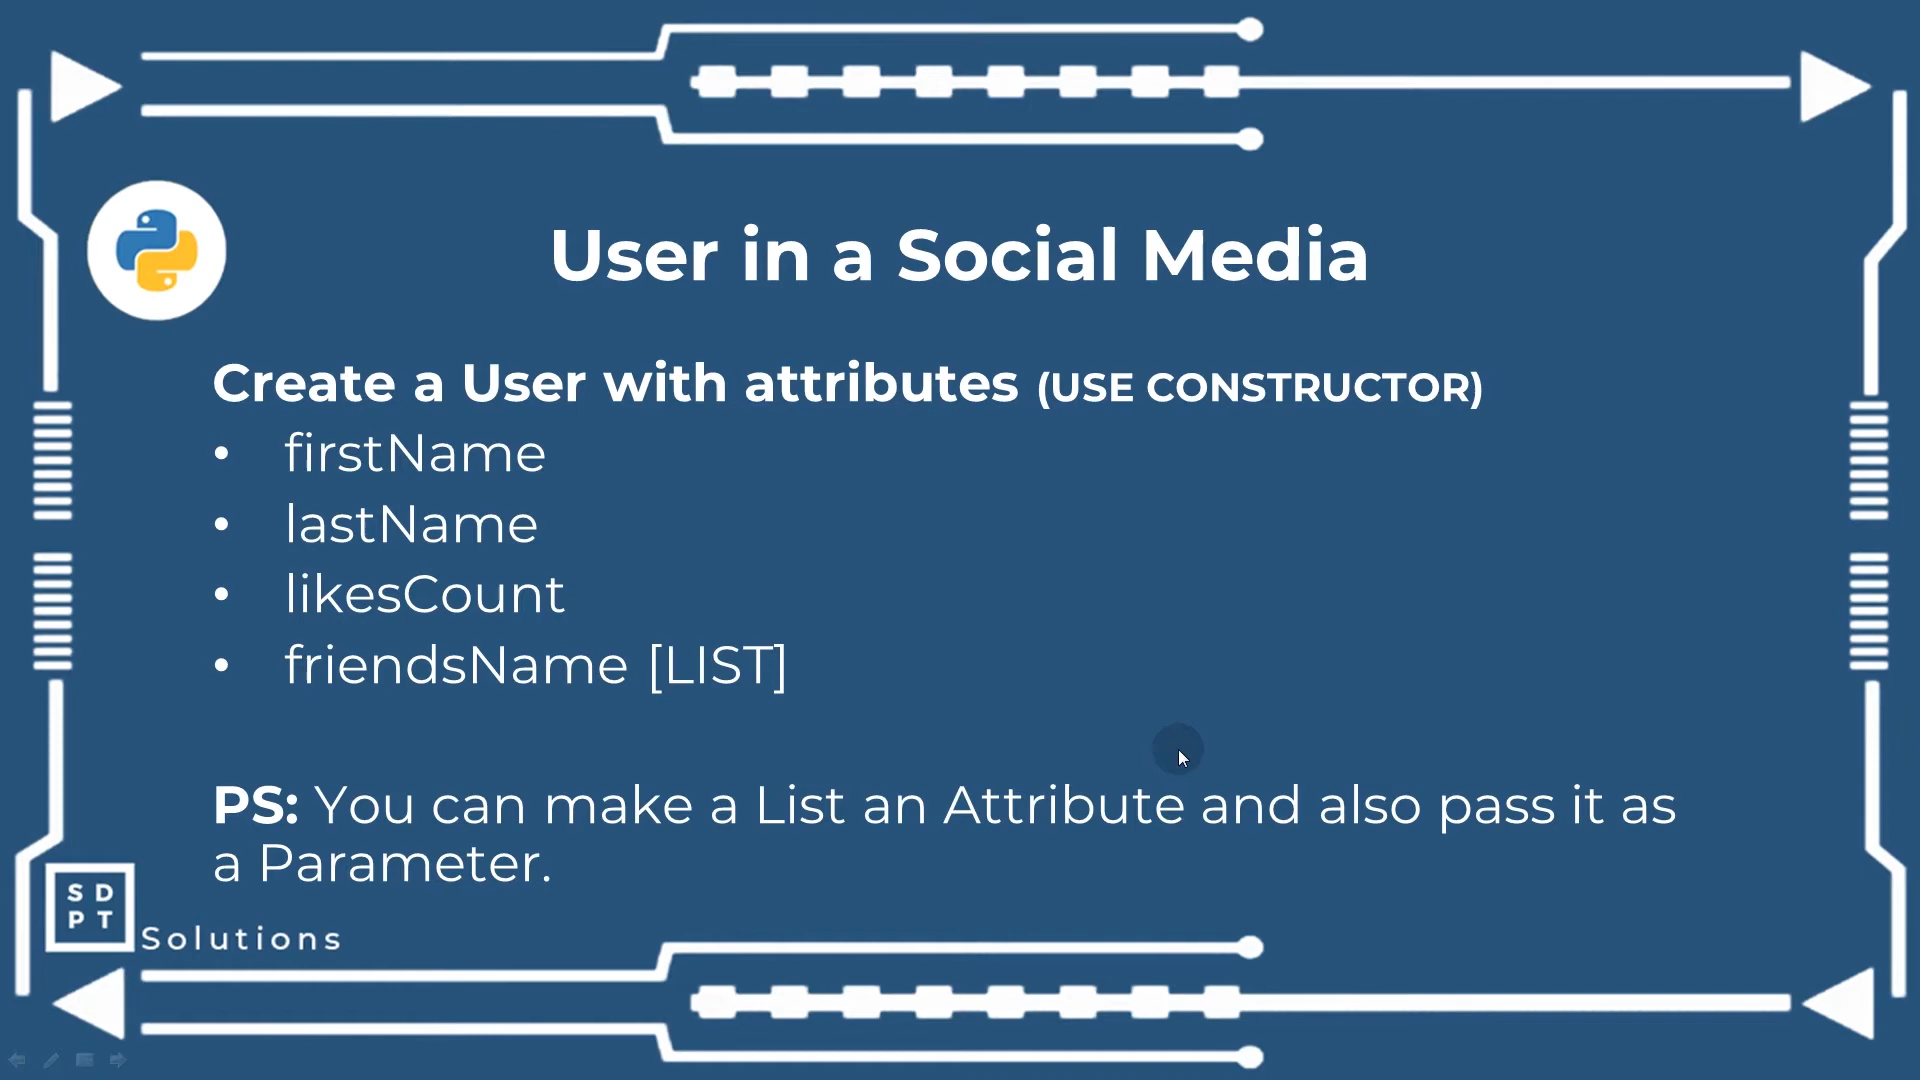 User in a Social Media
Create a User with attributes (USE CONSTRUCTOR)
• firstName
• lastName
• likesCount
• friendsName [LIST]
PS: You can make a List an Attribute and also pass it as
a Parameter.
S D
P T
Solutions